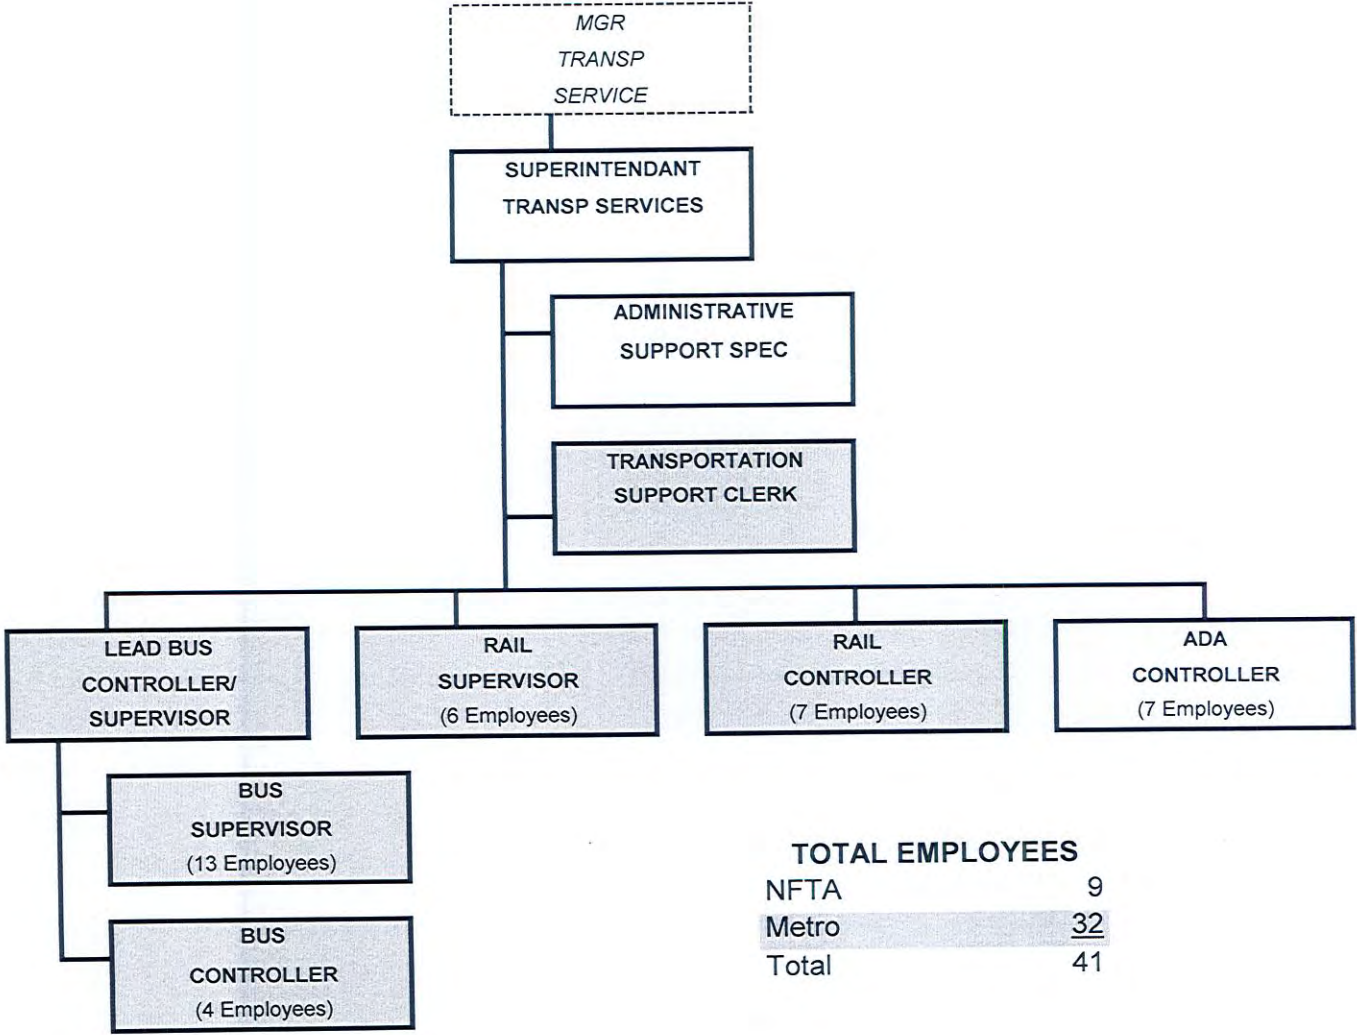 MGR
TRANSP
SERVICE
SUPERINTENDANT
TRANSP SERVICES
ADMINISTRATIVE
SUPPORT SPEC
TRANSPORTATION
SUPPORT CLERK
LEAD BUS
CONTROLLER/
SUPERVISOR
RAIL
SUPERVISOR
(6 Employees)
RAIL
CONTROLLER
(7 Employees)
ADA
CONTROLLER
(7 Employees)
BUS
SUPERVISOR
(13 Employees)
BUS
CONTROLLER
(4 Employees)
TOTAL EMPLOYEES
NFTA 9
Metro 32
Total 41